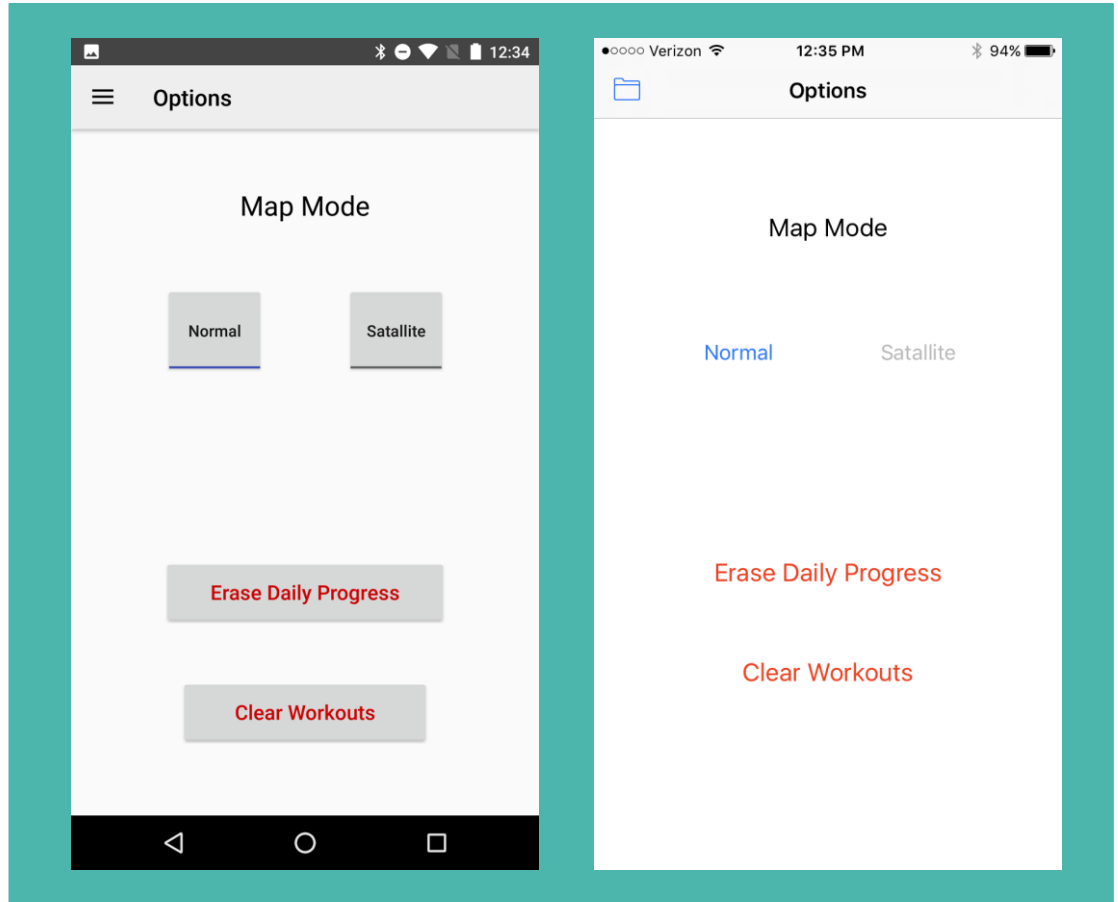 12:34
Options
Map Mode
Normal Satallite
Erase Daily Progress
Clear Workouts
Verizon 12:35 PM 94%
Options
Map Mode
Normal Satallite
Erase Daily Progress
Clear Workouts